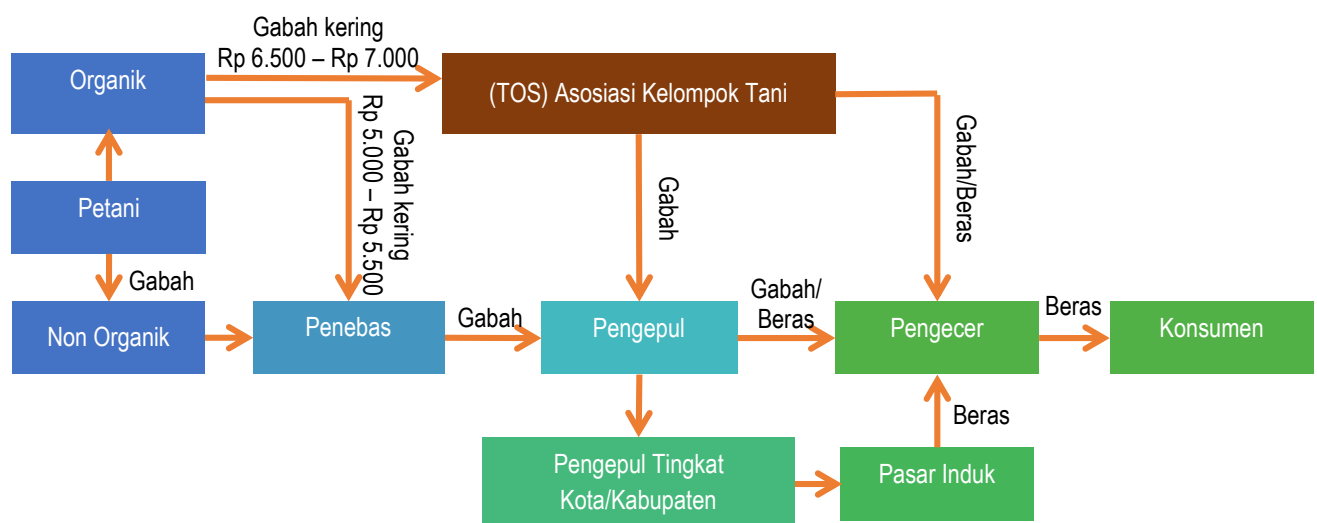 Gabah kering
Rp 6.500 – Rp 7.000
Organik
(TOS) Asosiasi Kelompok Tani
Gabah kering
Rp 5.000 – Rp 5.500
Gabah
Gabah/Beras
Petani
Gabah
Non Organik
Penebas
Gabah
Pengepul
Gabah/
Beras
Pengecer
Beras
Konsumen
Beras
Pengepul Tingkat
Kota/Kabupaten
Pasar Induk